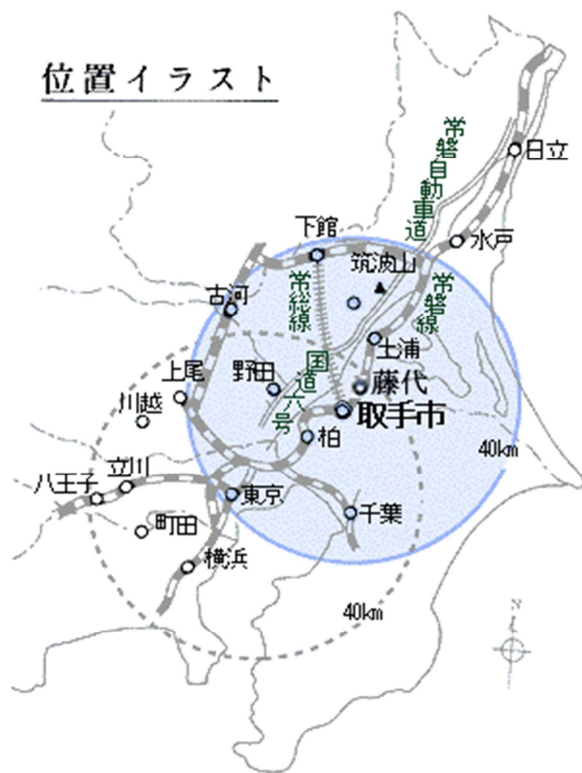 位置イラスト
常磐自動車道
日立
水戸
下館
筑波山
常総線
常磐線
古河
土浦
国道六号
野田
藤代
上尾
取手市
川越
柏
40km
立川
八王子
東京
千葉
町田
横浜
40km
N